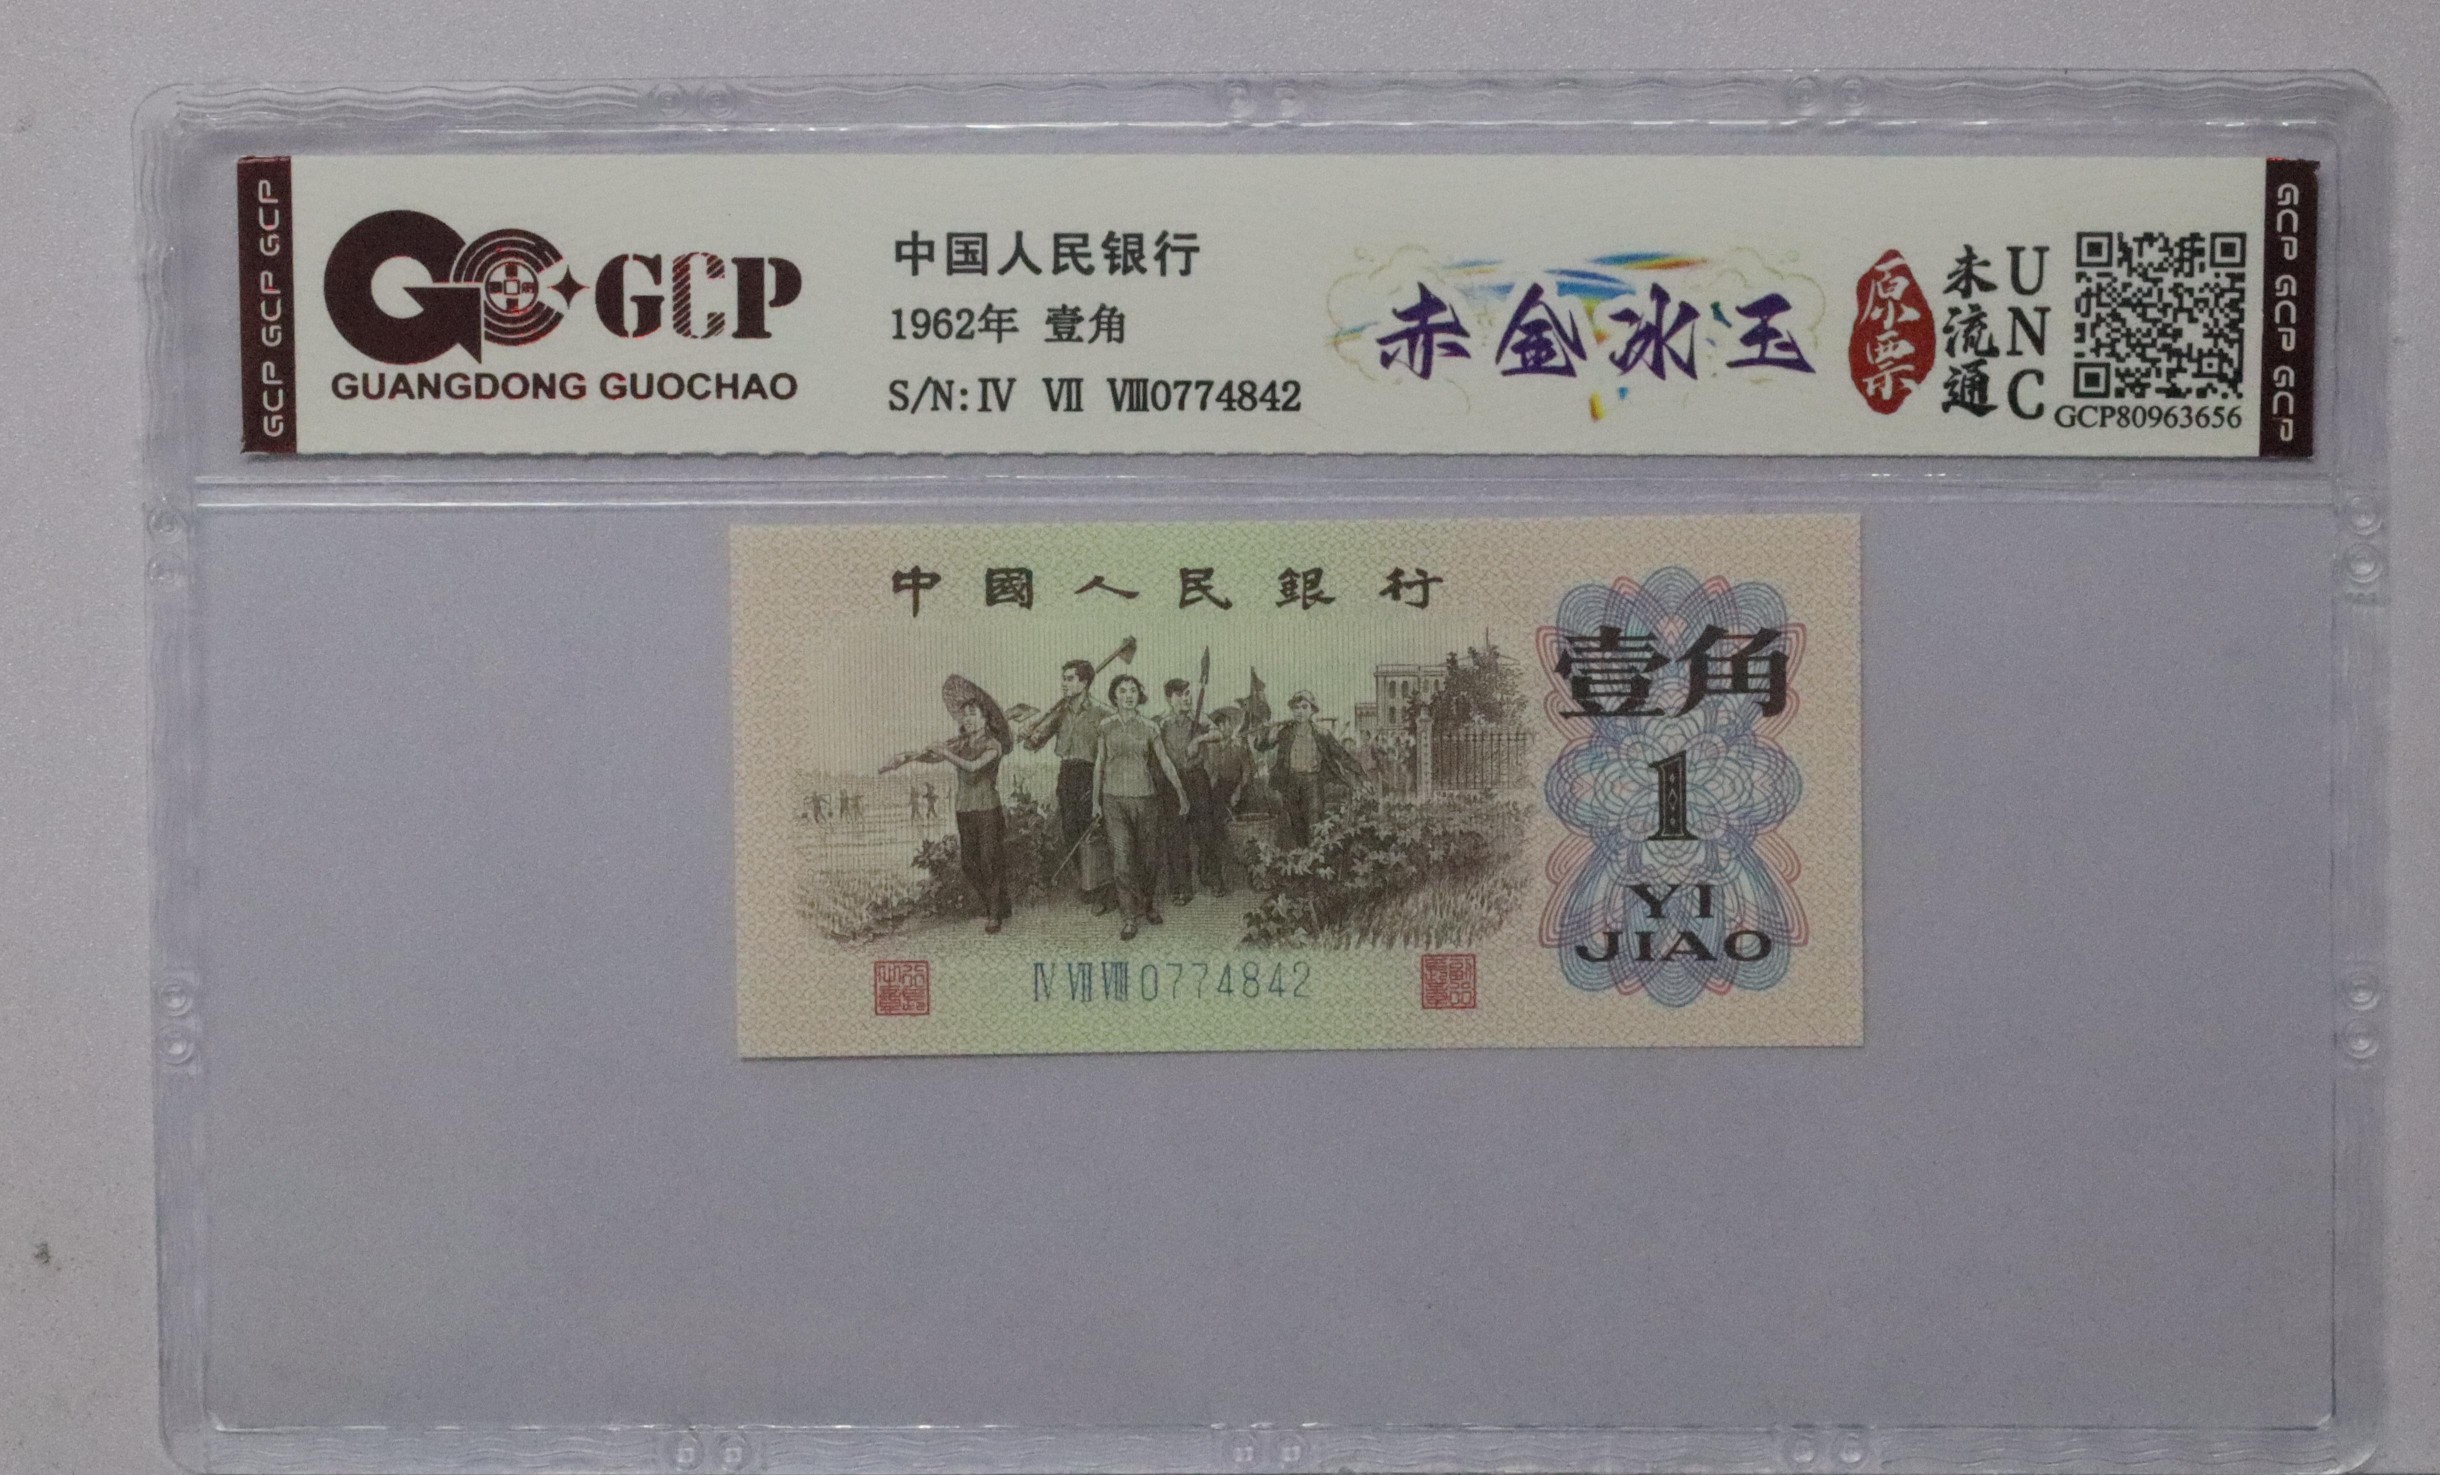 GCP GCP GCP
GCP
GUANGDONG GUOCHAO
中国人民银行
1962年 壹角
S/N:Ⅳ Ⅶ Ⅷ0774842
赤金冰玉
原票
未流通
UNC
GCP80963656
GCP GCP GCP
中國人民銀行
壹角
1
YI
JIAO
Ⅳ Ⅶ Ⅷ 0774842